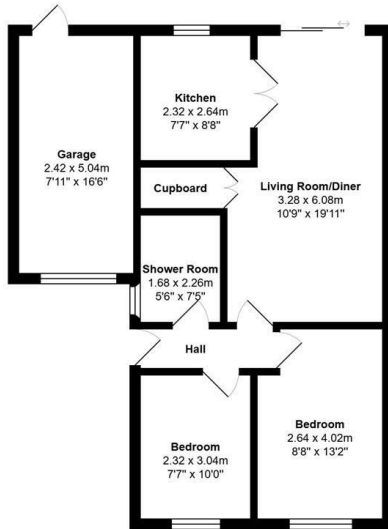 Kitchen
2.32 x 2.64m
7'7" x 8'8"
Garage
2.42 x 5.04m
7'11" x 16'6"
Cupboard
Living Room/Diner
3.28 x 6.08m
10'9" x 19'11"
Shower Room
1.68 x 2.26m
5'6" x 7'5"
Hall
Bedroom
2.32 x 3.04m
7'7" x 10'0"
Bedroom
2.64 x 4.02m
8'8" x 13'2"